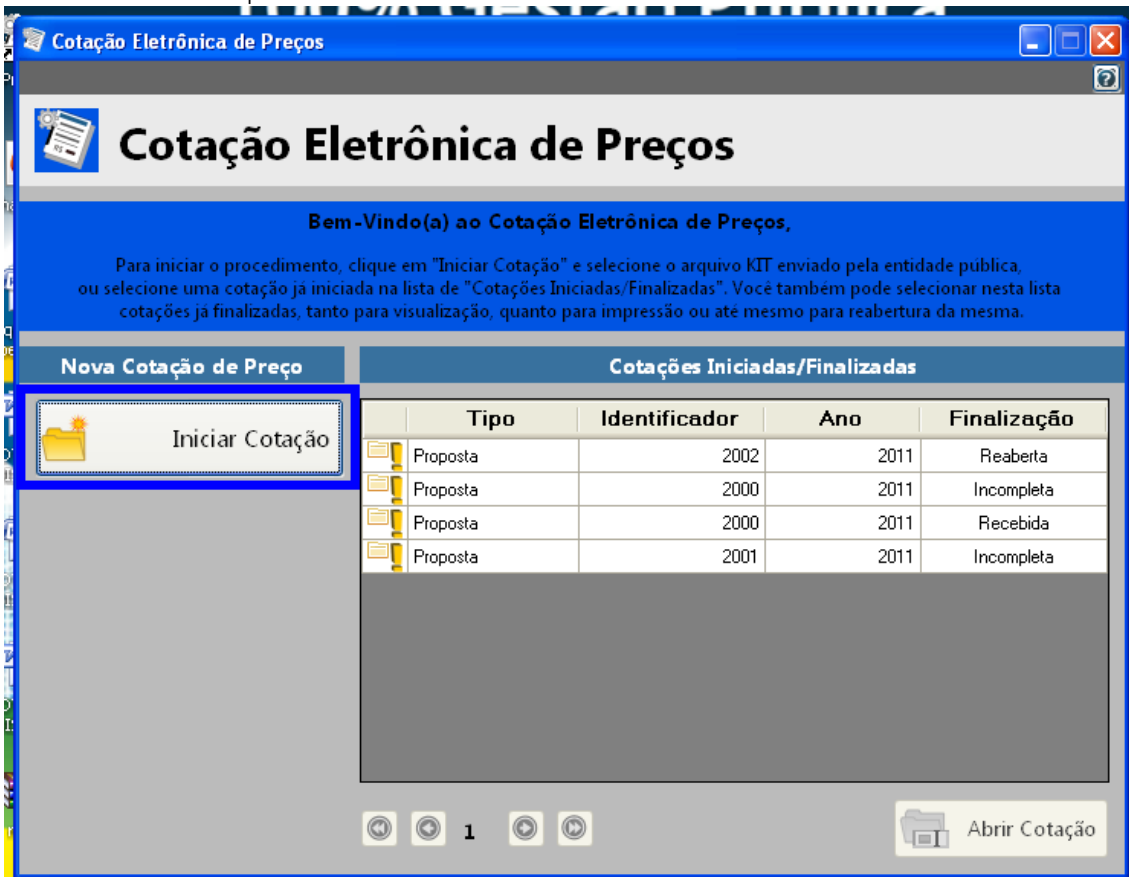 100% Gestão Pública
Cotação Eletrônica de Preços
Cotação Eletrônica de Preços
Bem-Vindo(a) ao Cotação Eletrônica de Preços,
Para iniciar o procedimento, clique em "Iniciar Cotação" e selecione o arquivo KIT enviado pela entidade publica,
ou selecione uma cotação já iniciada na lista de "Cotações Iniciadas/Finalizadas". Você também pode selecionar nesta lista
cotações já finalizadas, tanto para visualização, quanto para impressão ou até mesmo para reabertura da mesma.
Nova Cotação de Preço
Cotações Iniciadas/Finalizadas
Iniciar Cotação
Tipo Identificador Ano Finalização
Proposta 2002 2011 Reaberta
Proposta 2000 2011 Incompleta
Proposta 2000 2011 Recebida
Proposta 2001 2011 Incompleta
1
Abrir Cotação